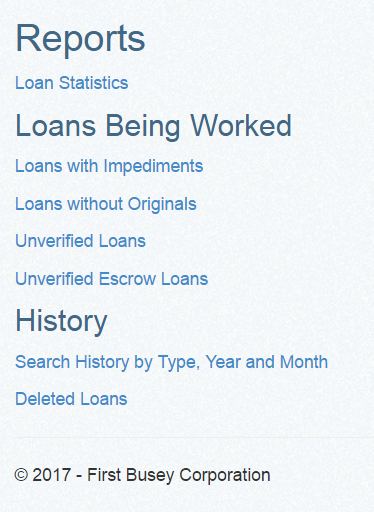 Reports
Loan Statistics
Loans Being Worked
Loans with Impediments
Loans without Originals
Unverified Loans
Unverified Escrow Loans
History
Search History by Type, Year and Month
Deleted Loans
© 2017 - First Busey Corporation